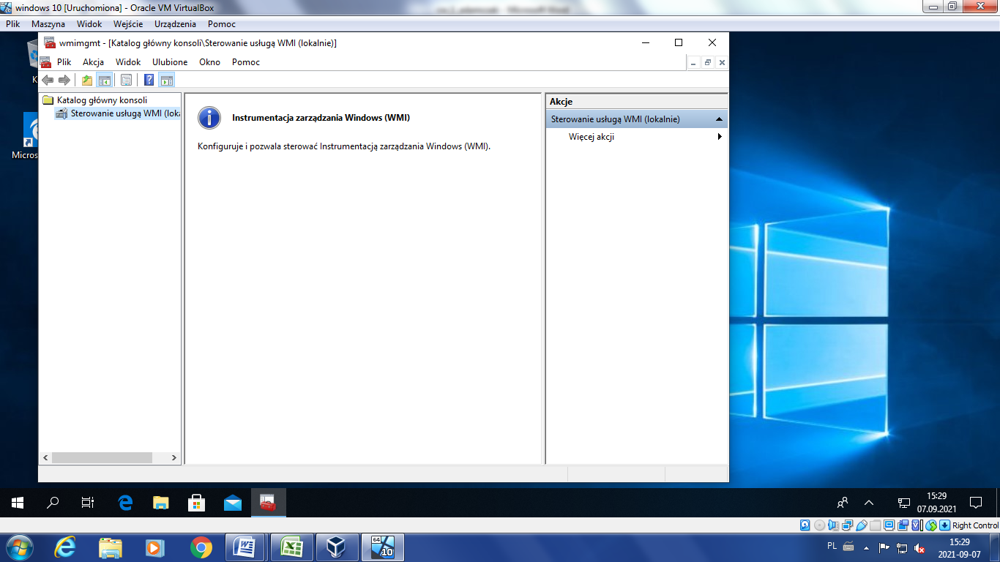 windows 10 [Uruchomiona] - Oracle VM VirtualBox
Plik Maszyna Widok Wejście Urządzenia Pomoc
wmimgmt - [Katalog główny konsoli\Sterowanie usługą WMI (lokalnie)]
Plik Akcja Widok Ulubione Okno Pomoc
Katalog główny konsoli
Sterowanie usługą WMI (loka
Instrumentacja zarządzania Windows (WMI)
Konfiguruje i pozwala sterować Instrumentacją zarządzania Windows (WMI).
Akcje
Sterowanie usługą WMI (lokalnie)
Więcej akcji
K
Micros
15:29
07.09.2021
Right Control
64
10
PL
15:29
2021-09-07